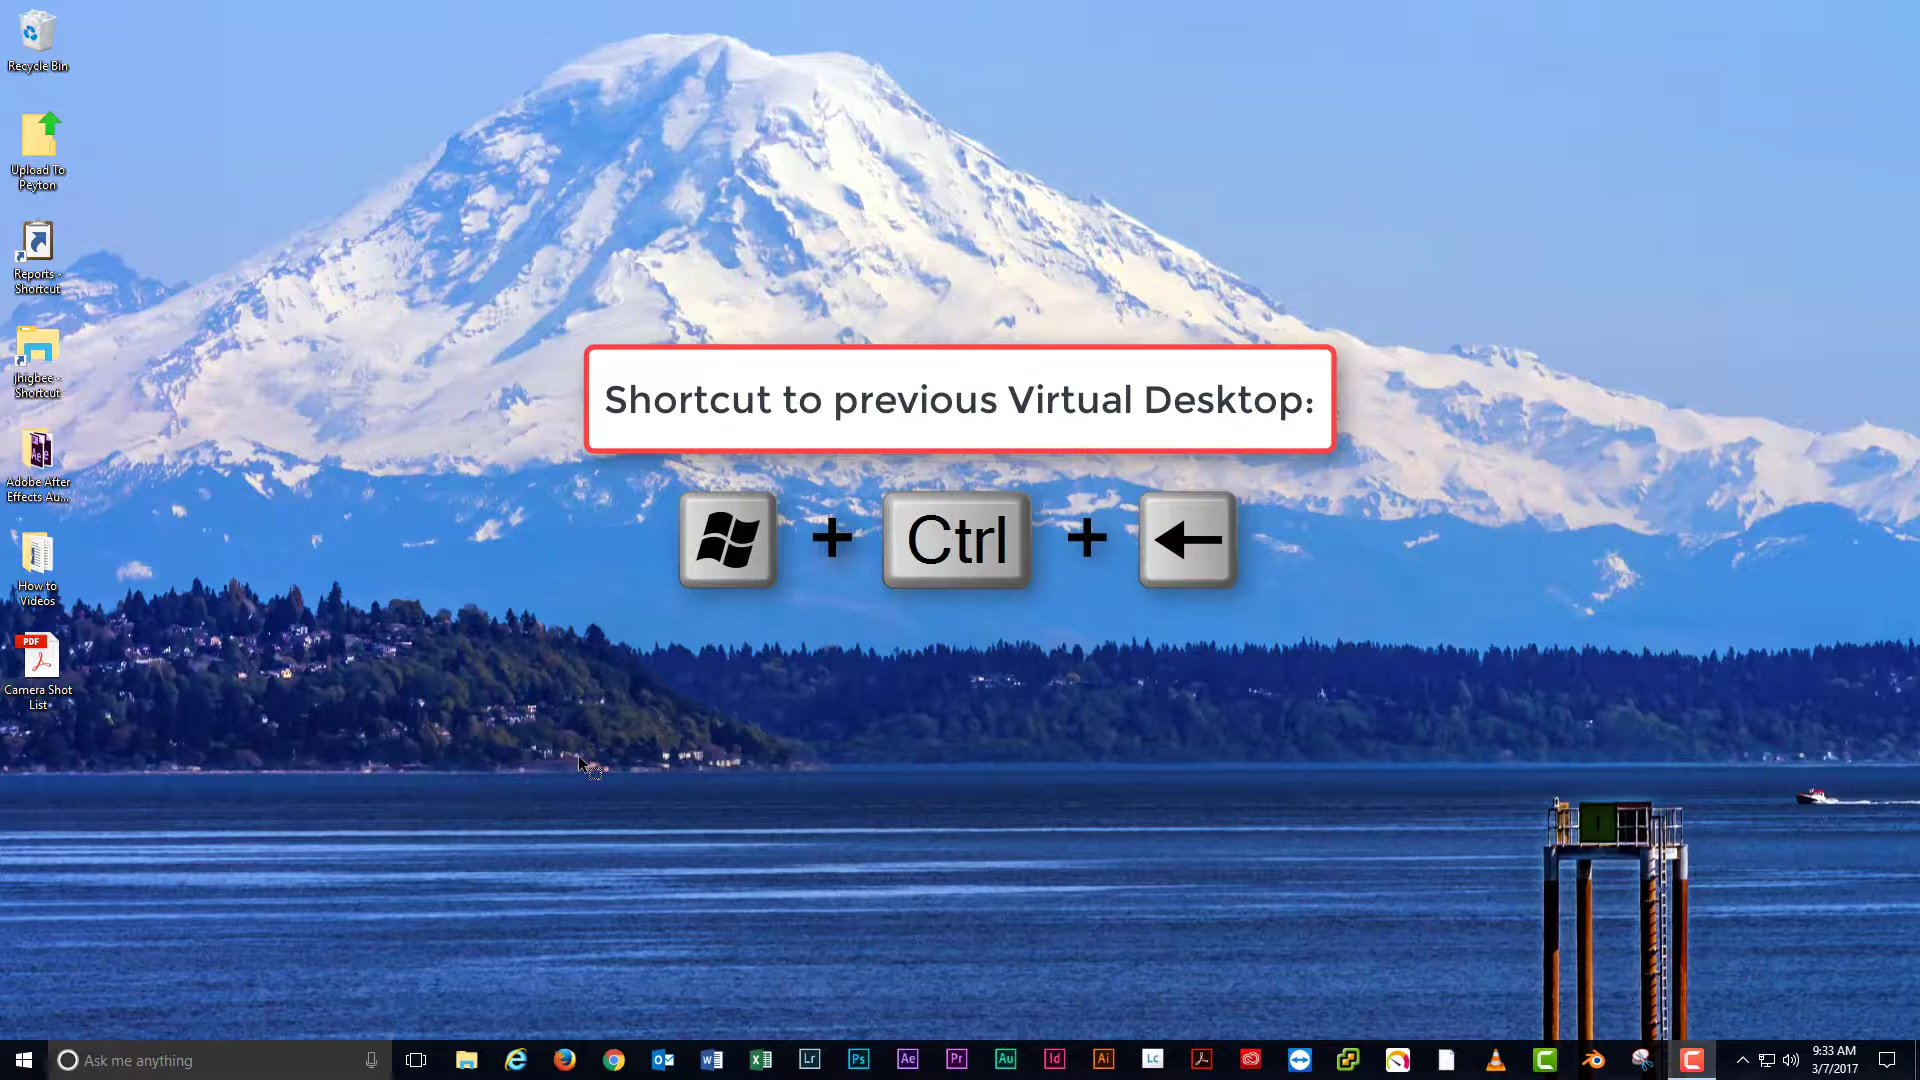 Recycle Bin
Upload To
Peyton
Reports -
Shortcut
jhigbee -
Shortcut
Ae
Adobe After
Effects Au...
How to
Videos
PDF
Camera Shot
List
Shortcut to previous Virtual Desktop:
+ Ctrl +
Ask me anything
Lr
Ps
Ae
Pr
Au
Id
Ai
Lc
9:33 AM
3/7/2017